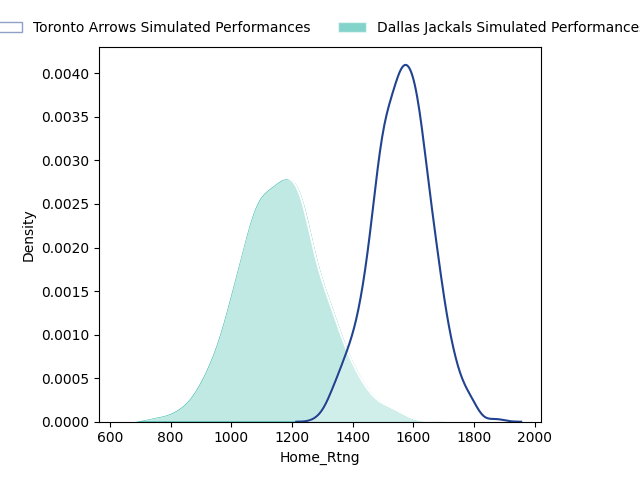 Toronto Arrows Simulated Performances
Dallas Jackals Simulated Performance
0.0040
0.0035
0.0030
0.0025
0.0020
0.0015
0.0010
0.0005
0.0000
Density
600 800 1000 1200 1400 1600 1800 2000
Home_Rtng